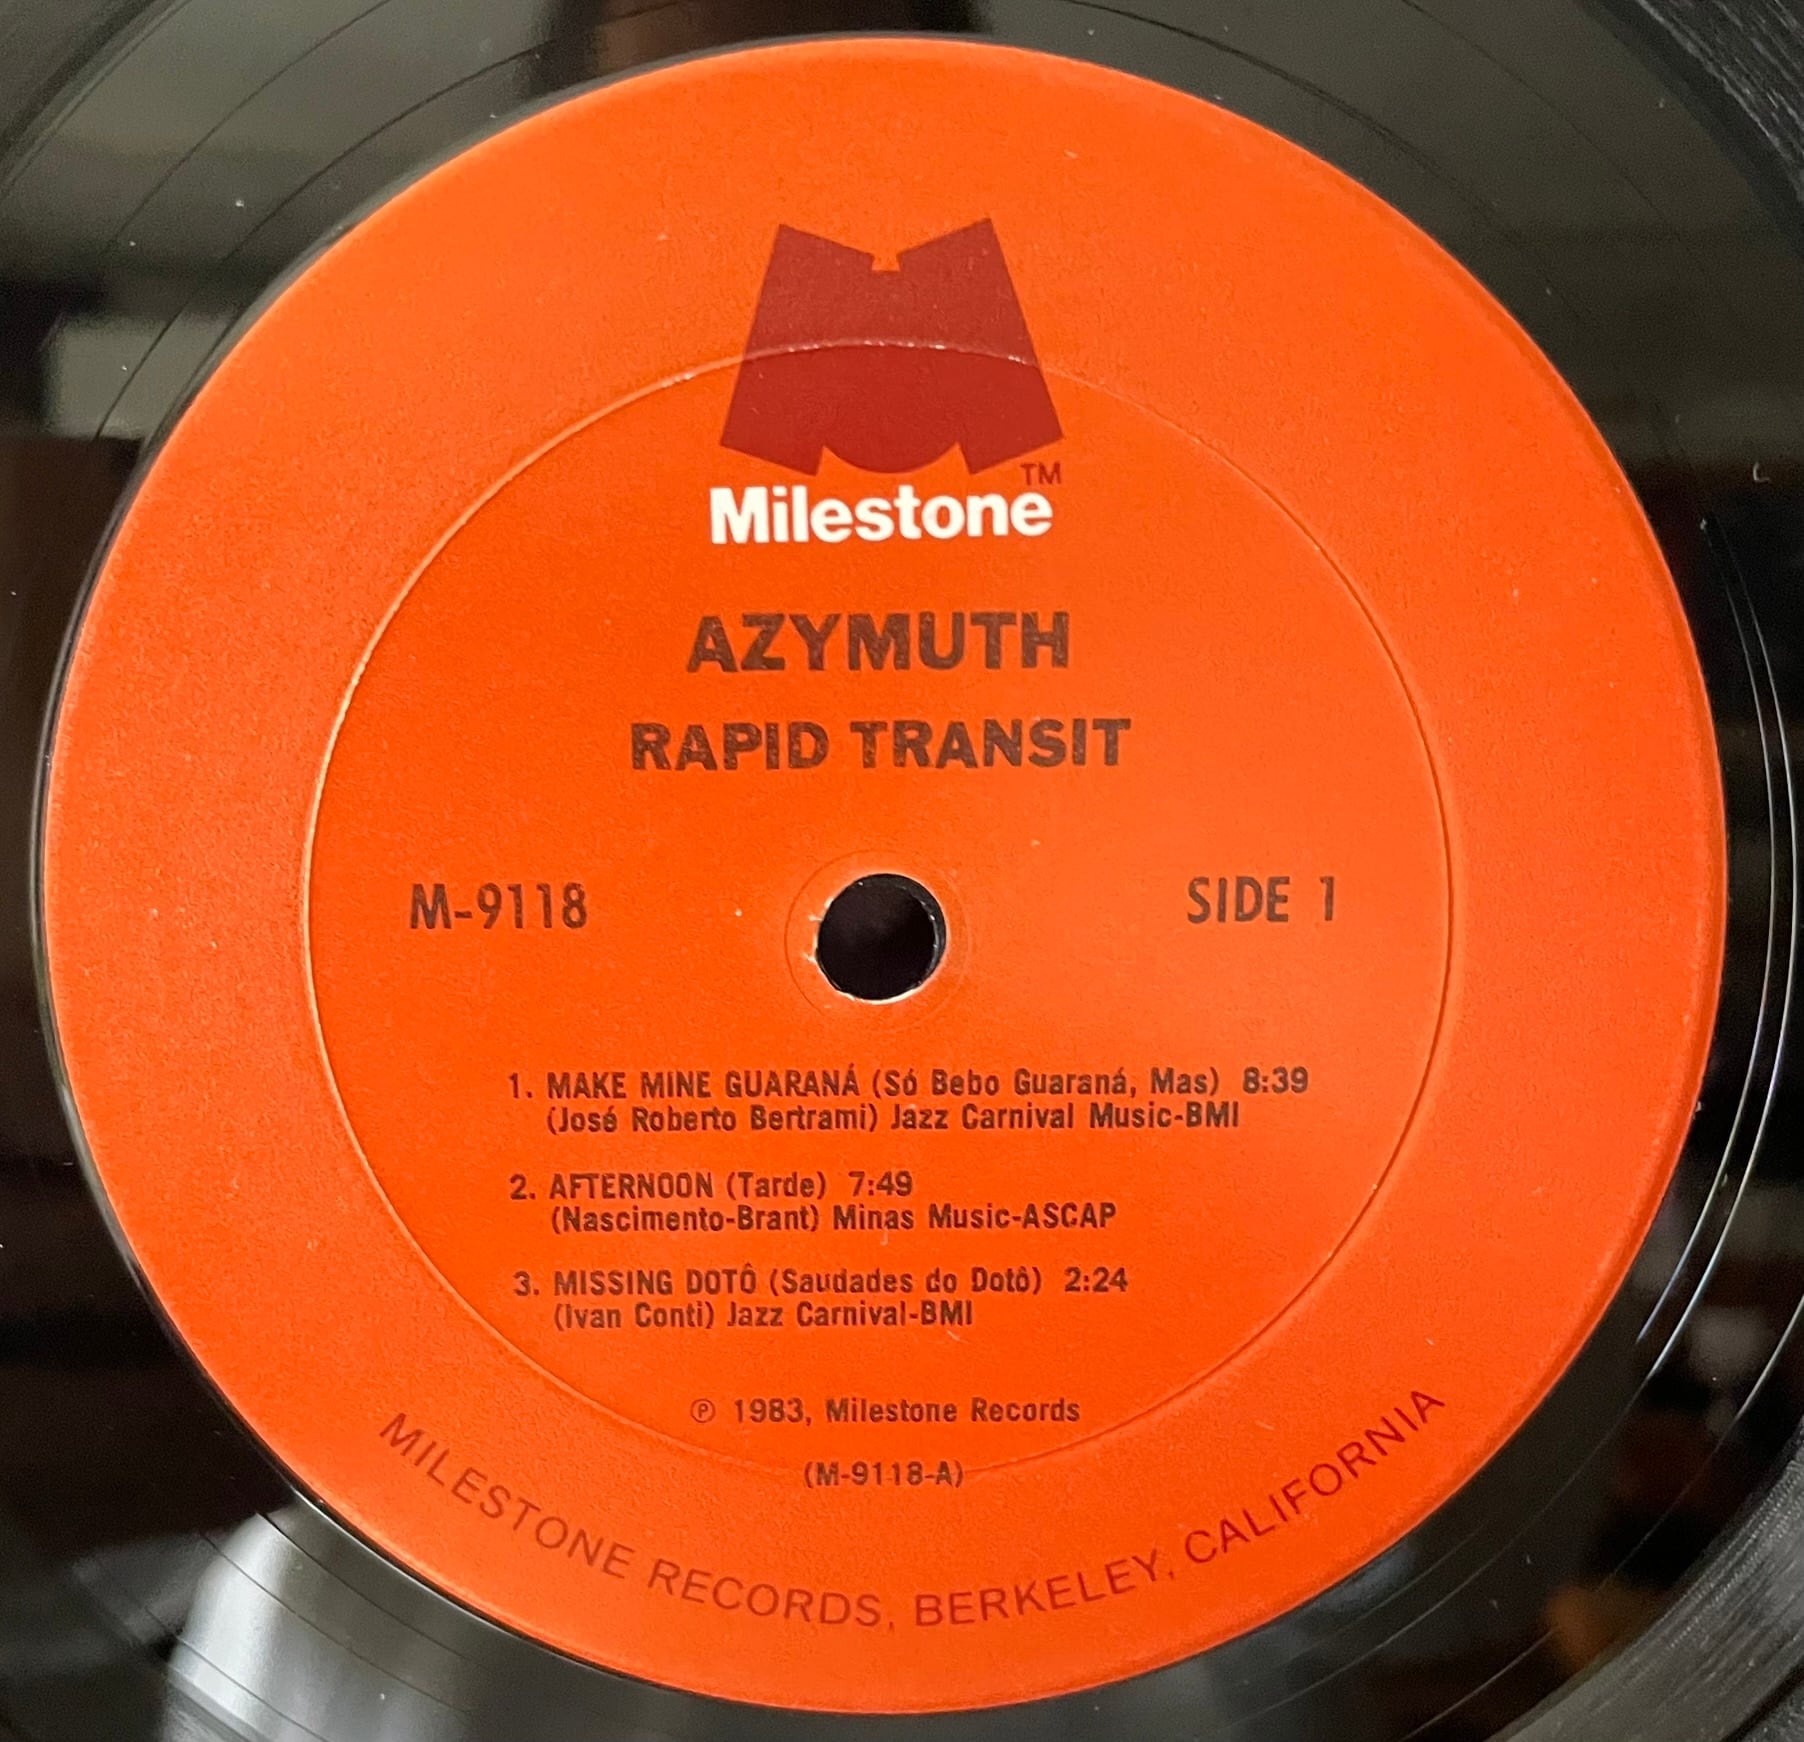 TM
Milestone
AZYMUTH
RAPID TRANSIT
M-9118
SIDE 1
1. MAKE MINE GUARANÁ (Só Bebo Guaraná, Mas) 8:39
(José Roberto Bertrami) Jazz Carnival Music-BMI
2. AFTERNOON (Tarde) 7:49
(Nascimento-Brant) Minas Music-ASCAP
3. MISSING DOTÔ (Saudades do Dotô) 2:24
(Ivan Conti) Jazz Carnival-BMI
℗ 1983, Milestone Records
(M-9118-A)
MILESTONE RECORDS, BERKELEY, CALIFORNIA